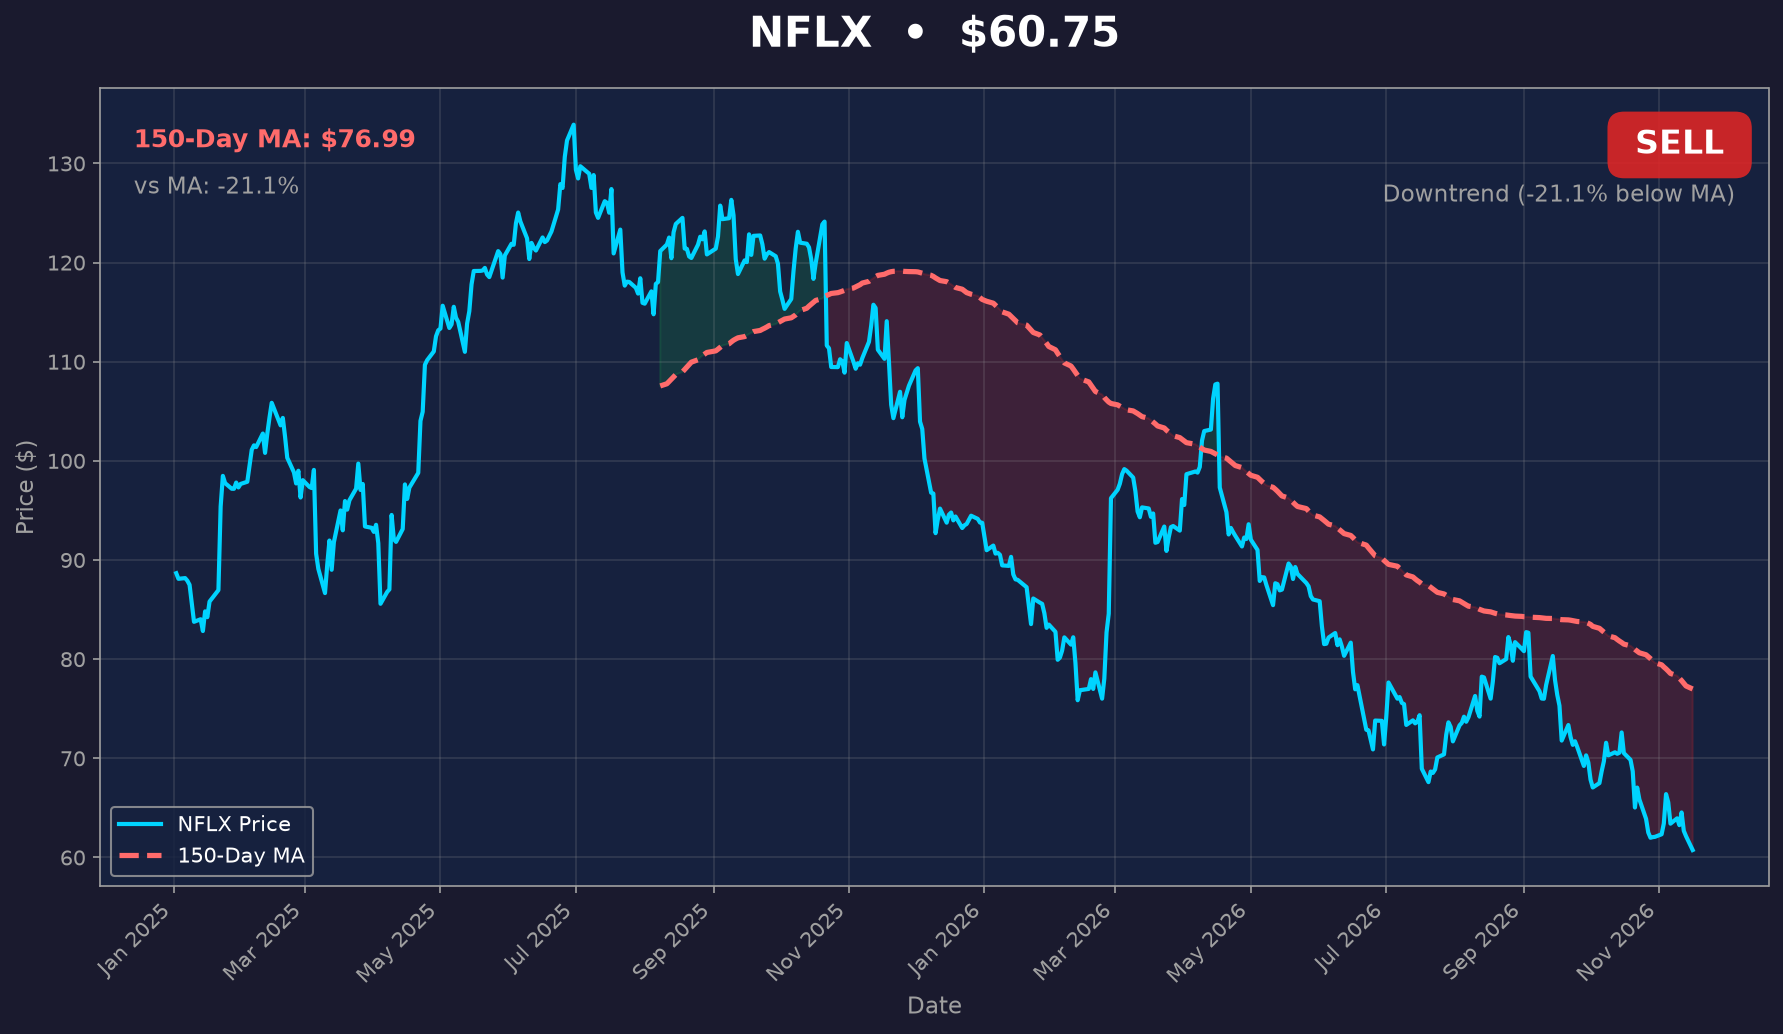 NFLX • $60.75
150-Day MA: $76.99
vs MA: -21.1%
SELL
Downtrend (-21.1% below MA)
Price ($)
130
120
110
100
90
80
70
60
NFLX Price
150-Day MA
Jan 2025
Mar 2025
May 2025
Jul 2025
Sep 2025
Nov 2025
Jan 2026
Mar 2026
May 2026
Jul 2026
Sep 2026
Nov 2026
Date